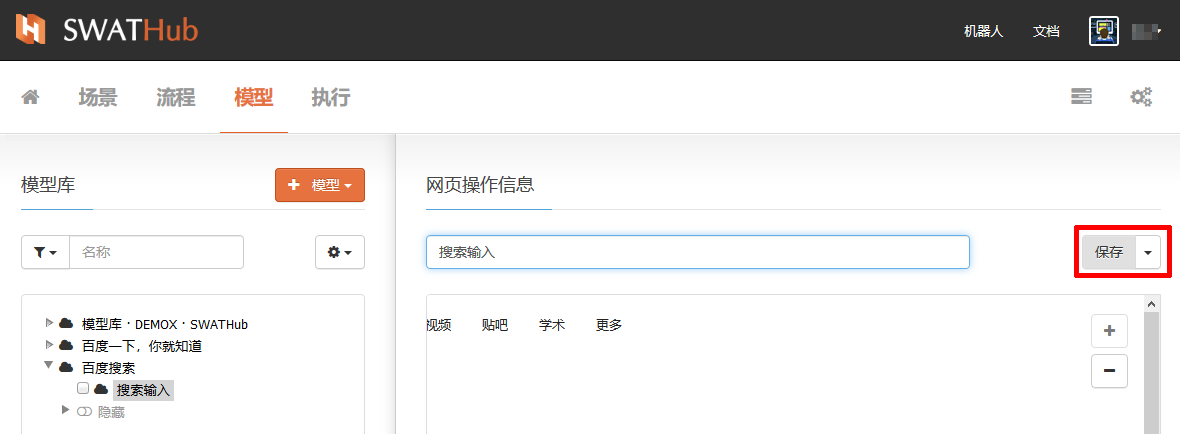 SWATHub
机器人 文档
场景 流程 模型 执行
模型库
模型
网页操作信息
名称
搜索输入
保存
模型库・DEMOX・SWATHub
百度一下，你就知道
百度搜索
搜索输入
隐藏
视频 贴吧 学术 更多